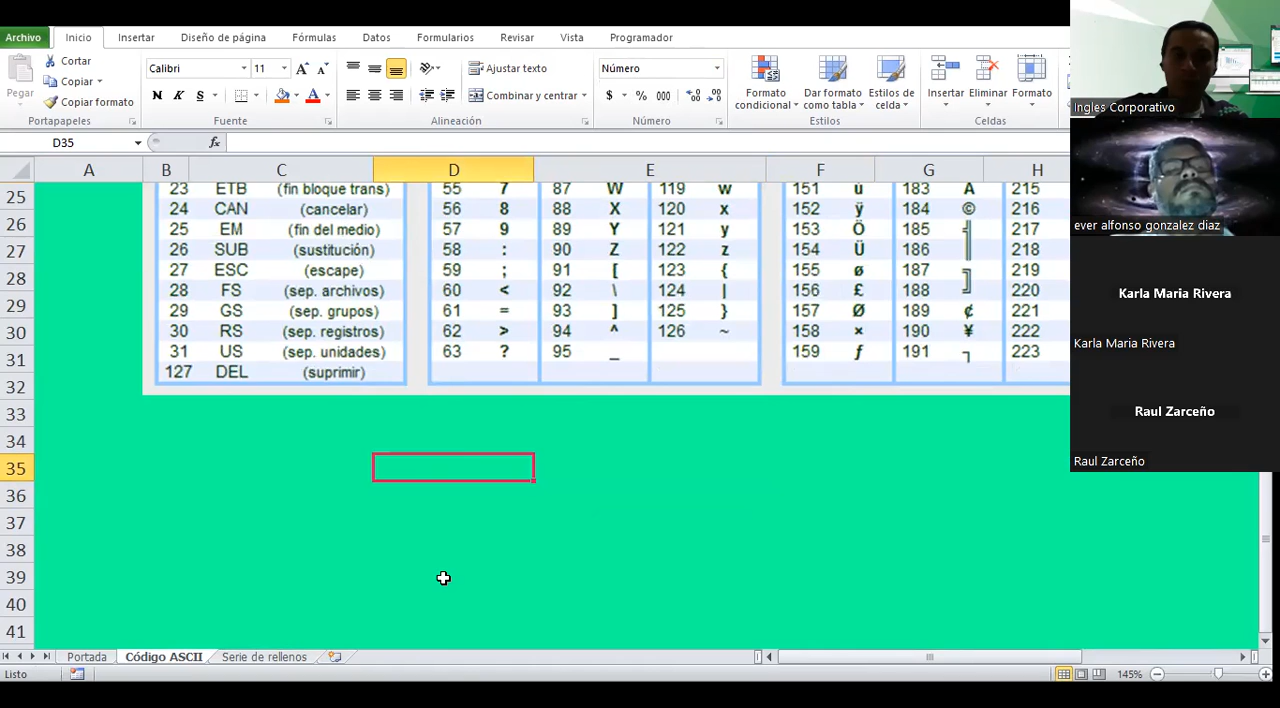 Archivo Inicio Insertar Diseño de página Fórmulas Datos Formularios Revisar Vista Programador
Pegar
Cortar
Copiar
Copiar formato
Portapapeles
Calibri 11
N K S
Fuente
Ajustar texto
Combinar y centrar
Alineación
Número
$ % 000
Número
Formato condicional
Dar formato como tabla
Estilos de celda
Estilos
Insertar Eliminar Formato
Celdas
D35 fx
A B C D E F G H
25 23 ETB (fin bloque trans) 55 7 87 W 119 w 151 ù 183 À 215
26 24 CAN (cancelar) 56 8 88 X 120 x 152 ÿ 184 © 216
27 25 EM (fin del medio) 57 9 89 Y 121 y 153 Ö 185 ╣ 217
26 SUB (sustitución) 58 : 90 Z 122 z 154 Ü 186 ║ 218
28 27 ESC (escape) 59 ; 91 [ 123 { 155 ø 187 ╗ 219
29 28 FS (sep. archivos) 60 < 92 \ 124 | 156 £ 188 ╝ 220
29 GS (sep. grupos) 61 = 93 ] 125 } 157 Ø 189 ¢ 221
30 30 RS (sep. registros) 62 > 94 ^ 126 ~ 158 × 190 ¥ 222
31 31 US (sep. unidades) 63 ? 95 _ 159 ƒ 191 ┐ 223
32 127 DEL (suprimir)
33
34
35
36
37
38
39
40
41
Portada Código ASCII Serie de rellenos
Listo 145%
Ingles Corporativo
ever alfonso gonzalez diaz
Karla Maria Rivera
Karla Maria Rivera
Raul Zarceño
Raul Zarceño